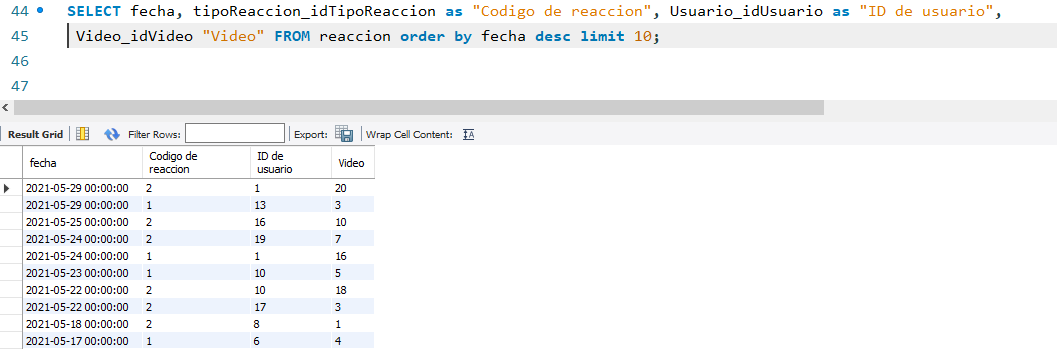 44 SELECT fecha, tipoReaccion_idTipoReaccion as "Codigo de reaccion", Usuario_idUsuario as "ID de usuario",
45 Video_idVideo "Video" FROM reaccion order by fecha desc limit 10;
46
47
Result Grid Filter Rows: Export: Wrap Cell Content: IA
fecha Codigo de reaccion ID de usuario Video
2021-05-29 00:00:00 2 1 20
2021-05-29 00:00:00 1 13 3
2021-05-25 00:00:00 2 16 10
2021-05-24 00:00:00 2 19 7
2021-05-24 00:00:00 1 1 16
2021-05-23 00:00:00 1 10 5
2021-05-22 00:00:00 2 10 18
2021-05-22 00:00:00 2 17 3
2021-05-18 00:00:00 2 8 1
2021-05-17 00:00:00 1 6 4